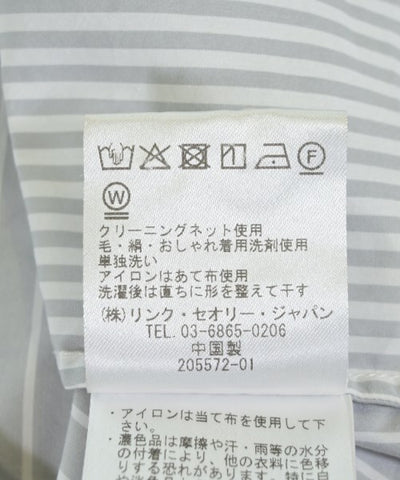 F
W
クリーニングネット使用
毛・絹・おしゃれ着用洗剤使用
単独洗い
アイロンはあて布使用
洗濯後は直ちに形を整えて干す
(株)リンク・セオリー・ジャパン
TEL. 03-6865-0206
中国製
205572-01
・アイロンは当て布を使用して下
さい。
・濃色品は摩擦や汗・雨等の水分
の付着により、他の衣料に色移
りする恐れがあります。特に白